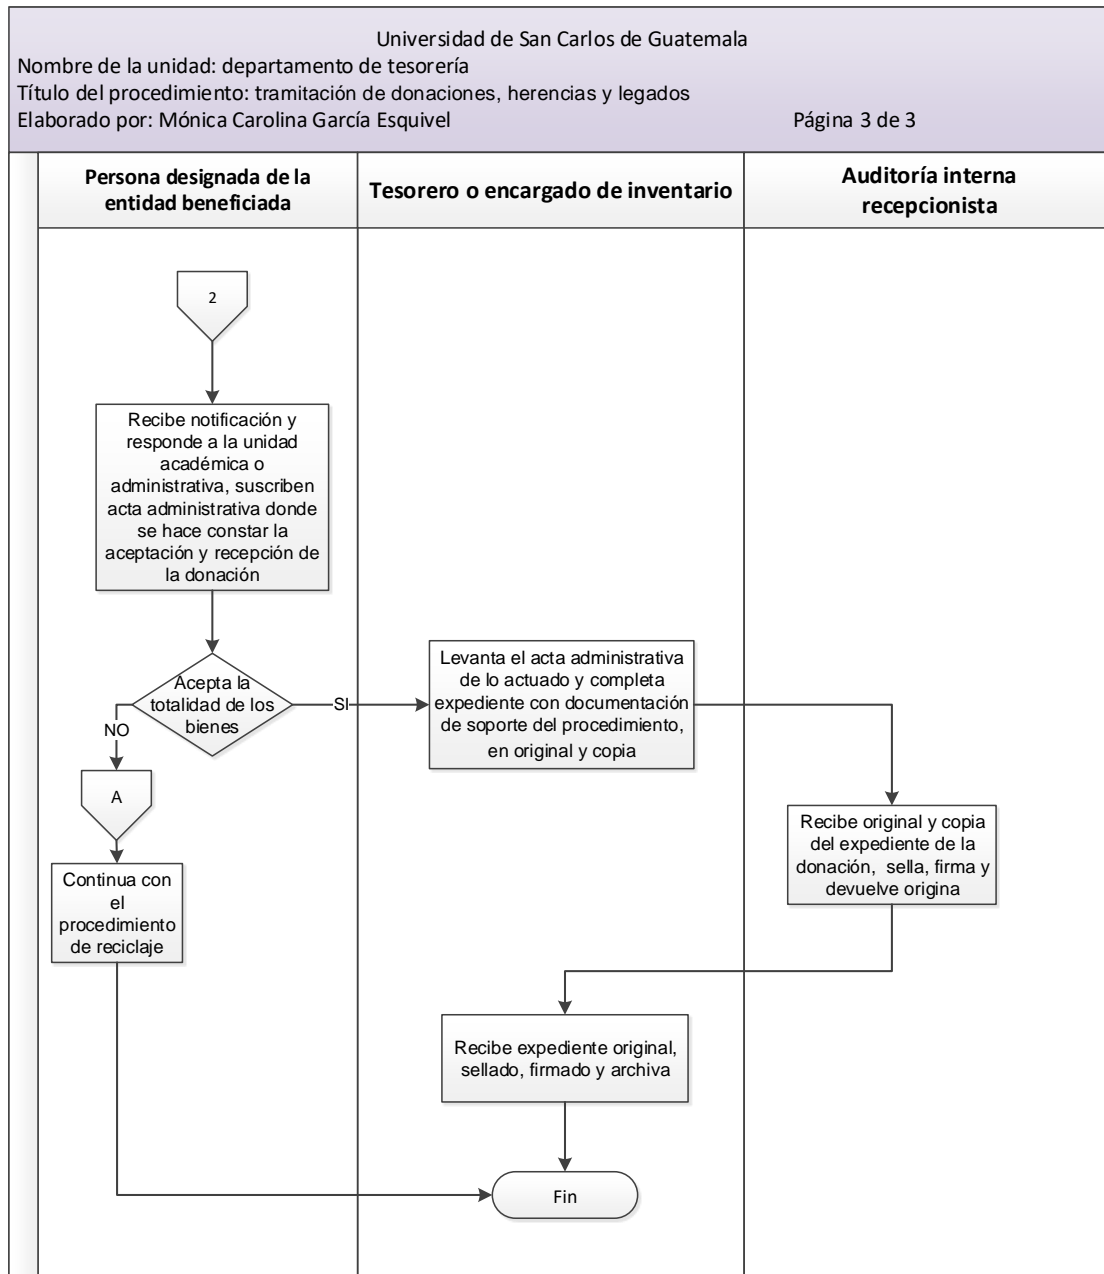 Universidad de San Carlos de Guatemala
Nombre de la unidad: departamento de tesorería
Título del procedimiento: tramitación de donaciones, herencias y legados
Elaborado por: Mónica Carolina García Esquivel Página 3 de 3
Persona designada de la
entidad beneficiada
Tesorero o encargado de inventario
Auditoría interna
recepcionista
2
Recibe notificación y
responde a la unidad
académica o
administrativa, suscriben
acta administrativa donde
se hace constar la
aceptación y recepción de
la donación
Acepta la
totalidad de los
bienes
SI
NO
Levanta el acta administrativa
de lo actuado y completa
expediente con documentación
de soporte del procedimiento,
en original y copia
A
Recibe original y copia
del expediente de la
donación, sella, firma y
devuelve origina
Continua con
el
procedimiento
de reciclaje
Recibe expediente original,
sellado, firmado y archiva
Fin